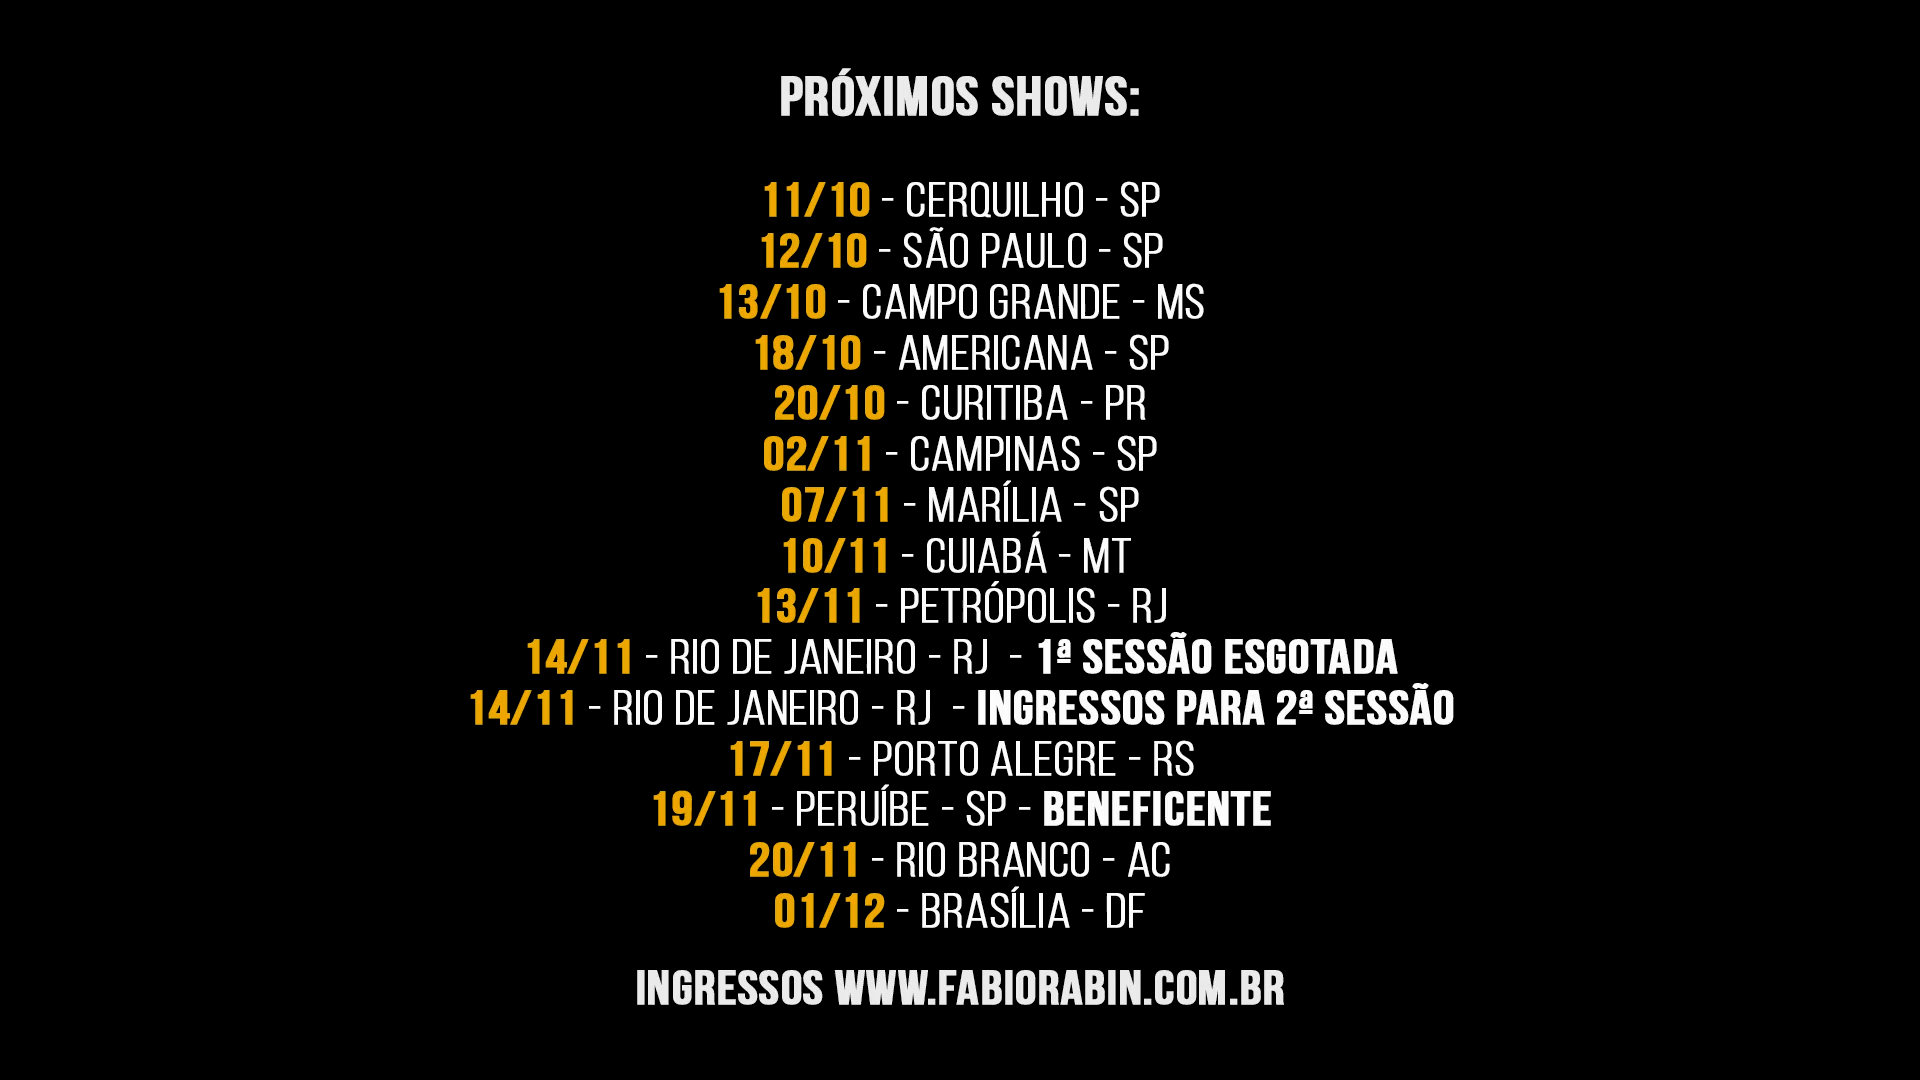 PRÓXIMOS SHOWS:
11/10 - CERQUILHO - SP
12/10 - SÃO PAULO - SP
13/10 - CAMPO GRANDE - MS
18/10 - AMERICANA - SP
20/10 - CURITIBA - PR
02/11 - CAMPINAS - SP
07/11 - MARÍLIA - SP
10/11 - CUIABÁ - MT
13/11 - PETRÓPOLIS - RJ
14/11 - RIO DE JANEIRO - RJ - 1ª SESSÃO ESGOTADA
14/11 - RIO DE JANEIRO - RJ - INGRESSOS PARA 2ª SESSÃO
17/11 - PORTO ALEGRE - RS
19/11 - PERUÍBE - SP - BENEFICENTE
20/11 - RIO BRANCO - AC
01/12 - BRASÍLIA - DF
INGRESSOS WWW.FABIORABIN.COM.BR